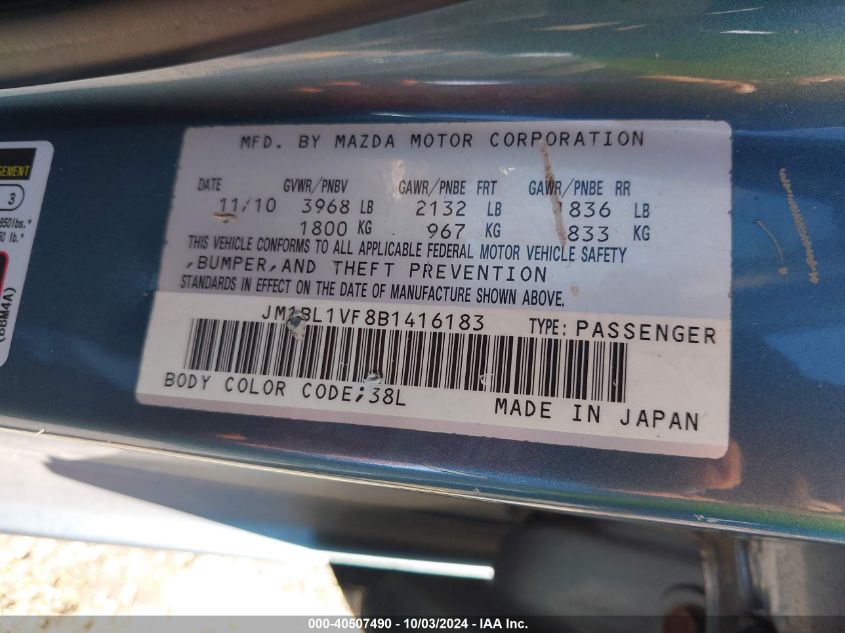 MFD. BY MAZDA MOTOR CORPORATION
DATE GVWR/PNBV GAWR/PNBE FRT GAWR/PNBE RR
11/10 3968 LB 2132 LB 1836 LB
1800 KG 967 KG 833 KG
THIS VEHICLE CONFORMS TO ALL APPLICABLE FEDERAL MOTOR VEHICLE SAFETY
,BUMPER,AND THEFT PREVENTION
STANDARDS IN EFFECT ON THE DATE OF MANUFACTURE SHOWN ABOVE.
JM1BL1VF8B1416183 TYPE: PASSENGER
BODY COLOR CODE;38L
MADE IN JAPAN
3
850lbs.*
(BBM4A)
000-40507490 - 10/03/2024 - IAA Inc.